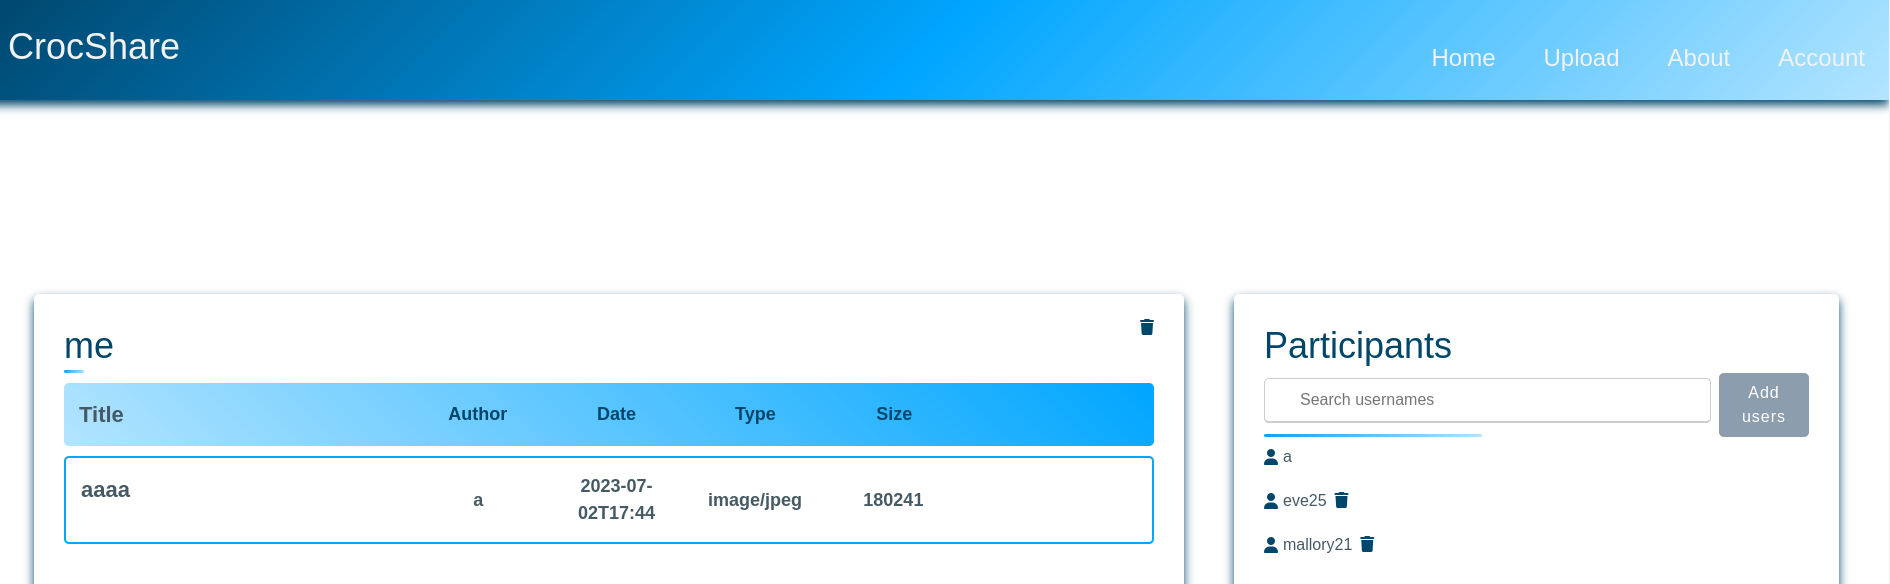 CrocShare
Home Upload About Account
me
Title Author Date Type Size
aaaa a 2023-07-
02T17:44 image/jpeg 180241
Participants
Search usernames
Add
users
a
eve25
mallory21